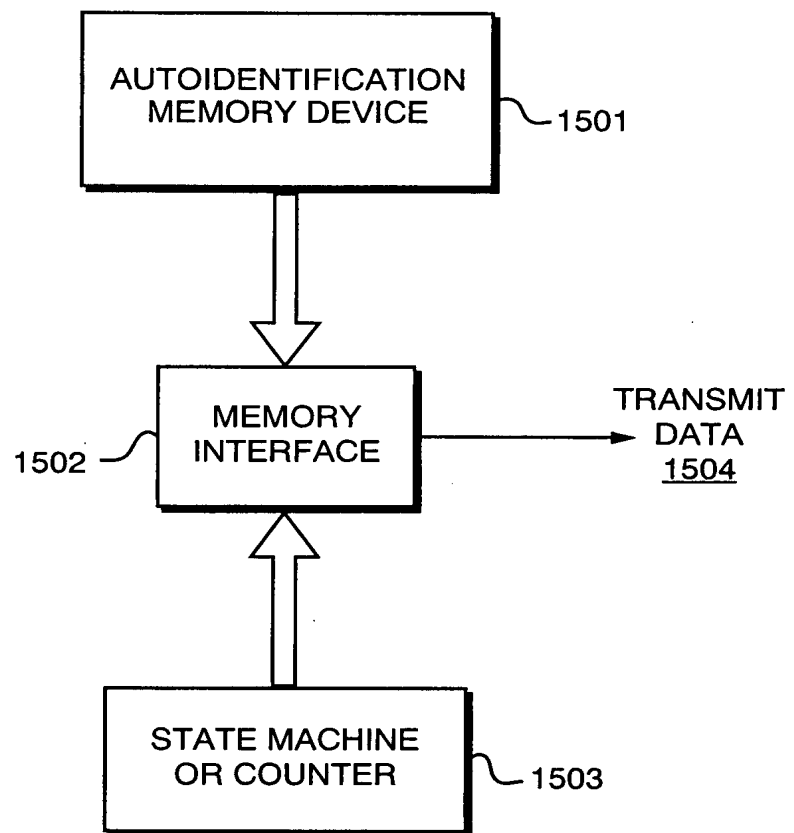 AUTOIDENTIFICATION
MEMORY DEVICE
1501
MEMORY
INTERFACE
1502
TRANSMIT
DATA
1504
STATE MACHINE
OR COUNTER
1503